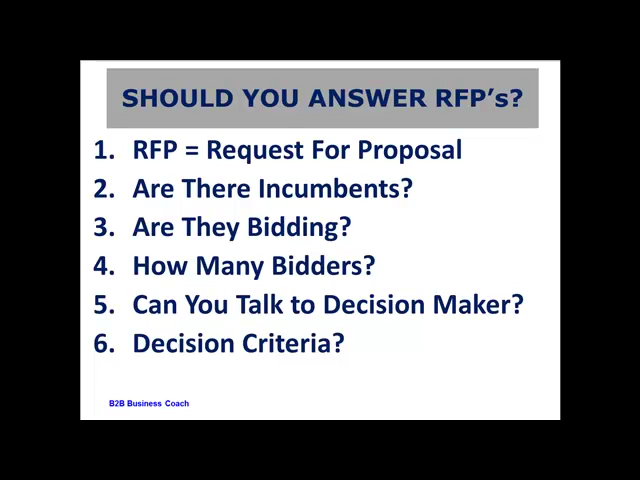 SHOULD YOU ANSWER RFP's?
1. RFP = Request For Proposal
2. Are There Incumbents?
3. Are They Bidding?
4. How Many Bidders?
5. Can You Talk to Decision Maker?
6. Decision Criteria?
B2B Business Coach